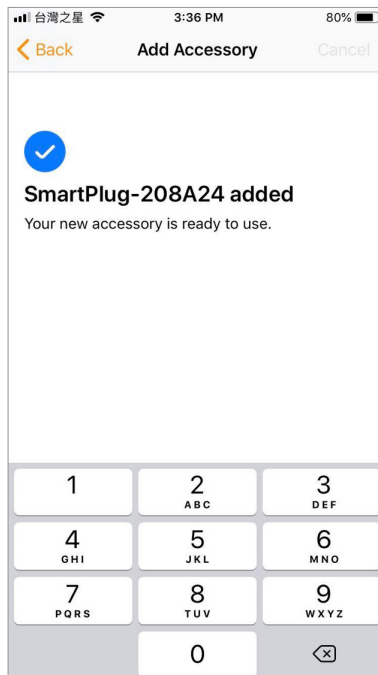 台灣之星 3:36 PM 80%
Back Add Accessory Cancel
SmartPlug-208A24 added
Your new accessory is ready to use.
1 2 3
ABC DEF
4 5 6
GHI JKL MNO
7 8 9
PQRS TUV WXYZ
0